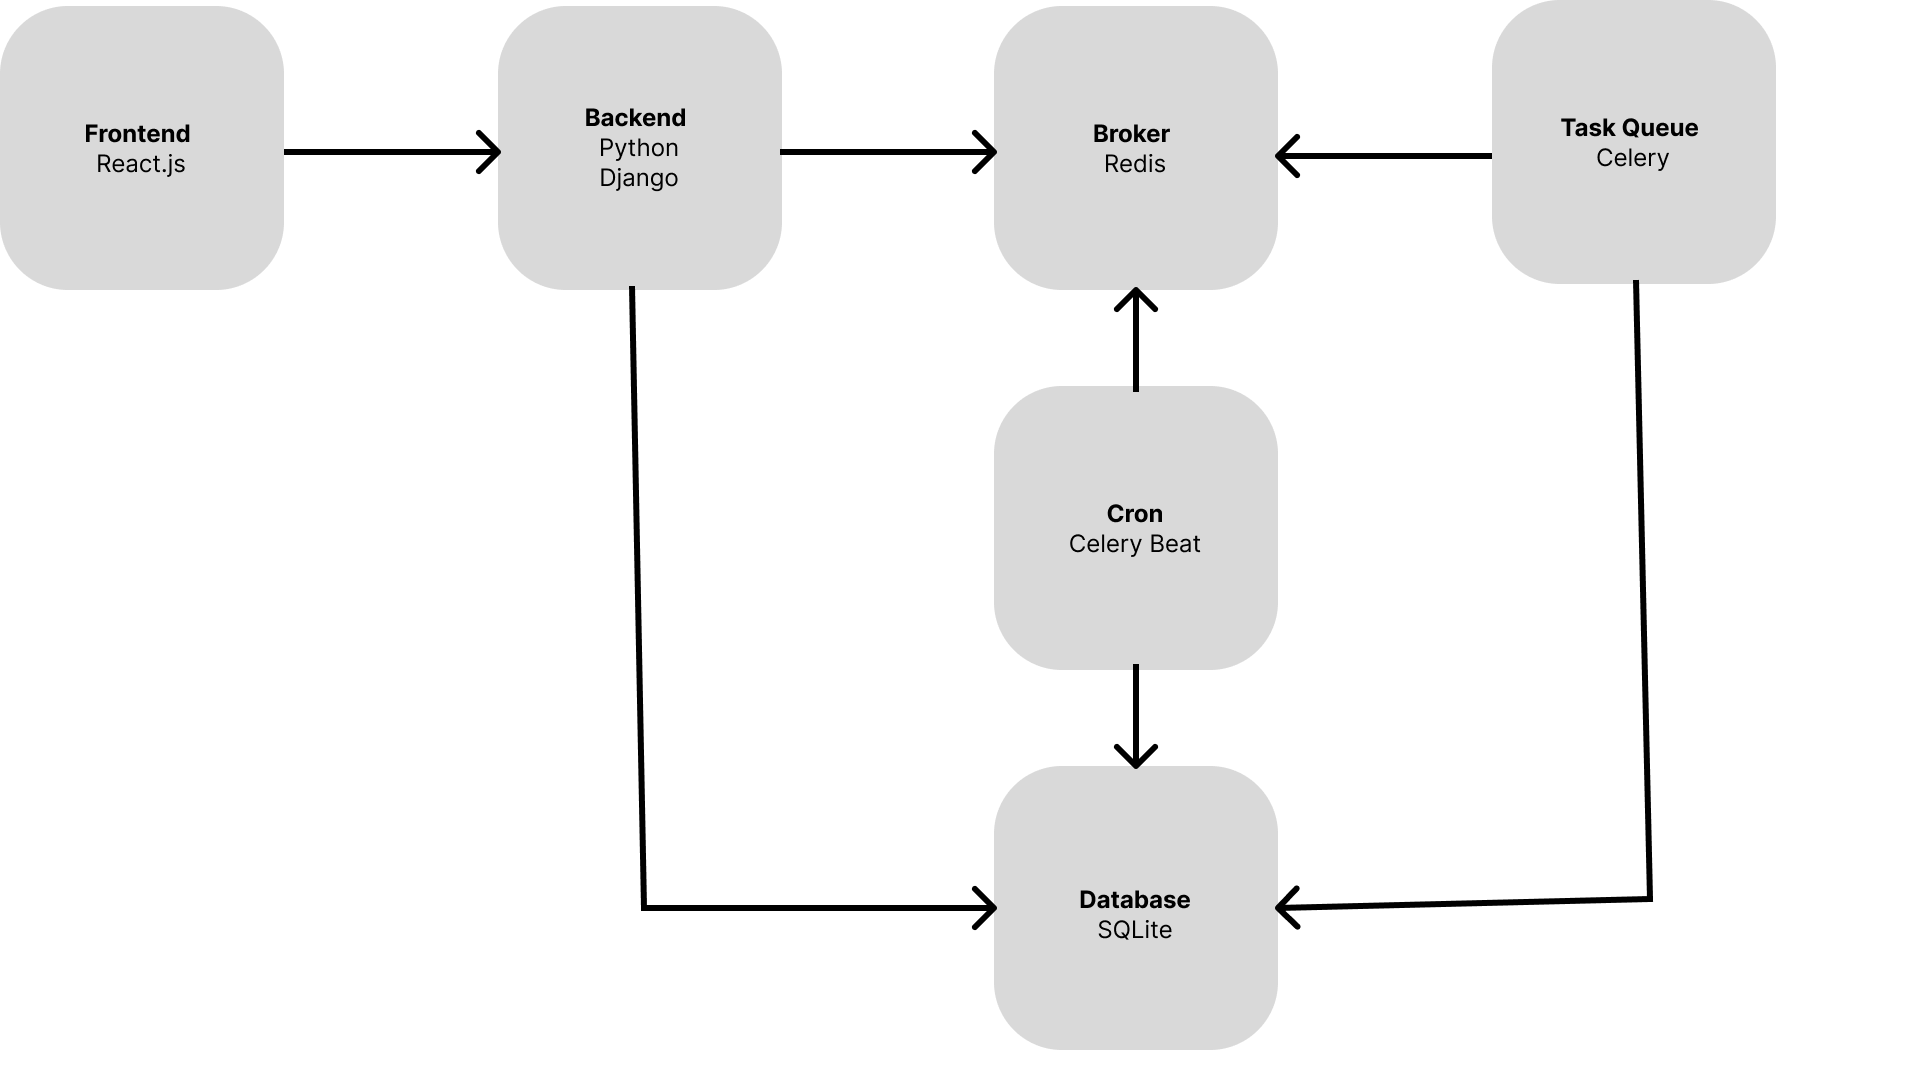 Frontend
React.js
Backend
Python
Django
Broker
Redis
Task Queue
Celery
Cron
Celery Beat
Database
SQLite